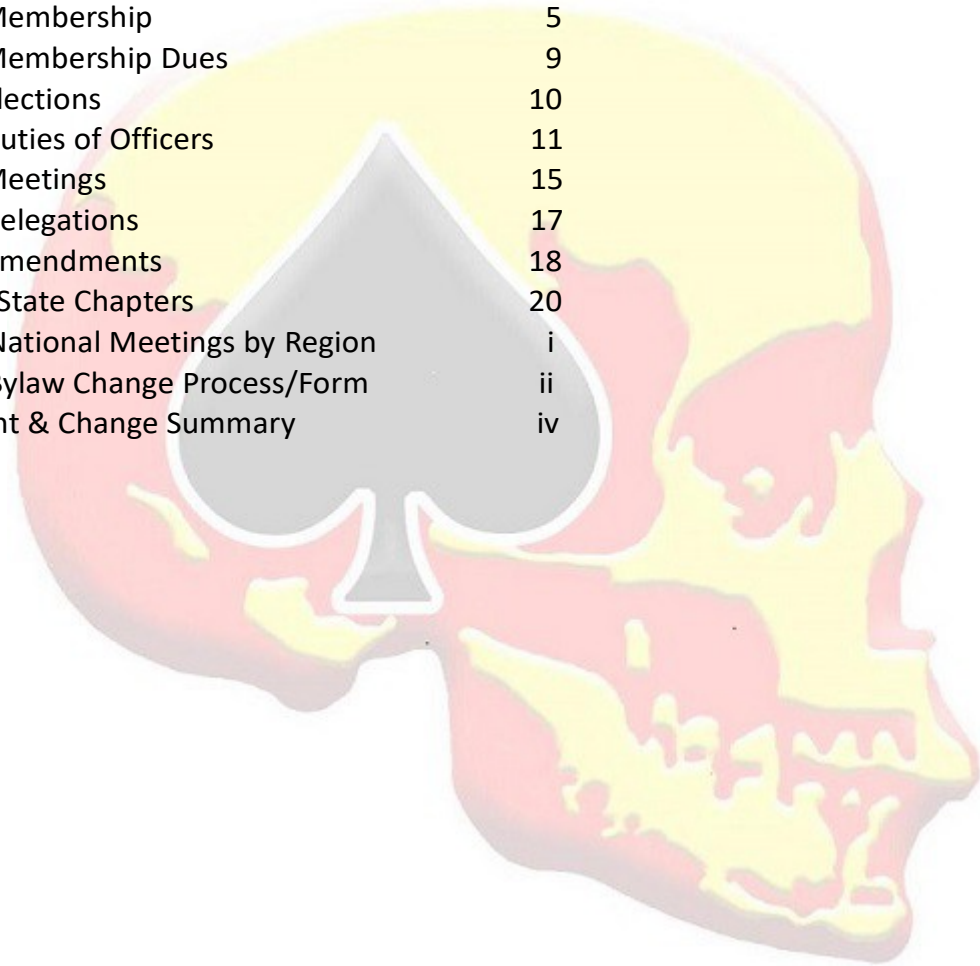 Membership 5
Membership Dues 9
lections 10
uties of Officers 11
Meetings 15
elegations 17
mendments 18
State Chapters 20
National Meetings by Region i
Bylaw Change Process/Form ii
nt & Change Summary iv